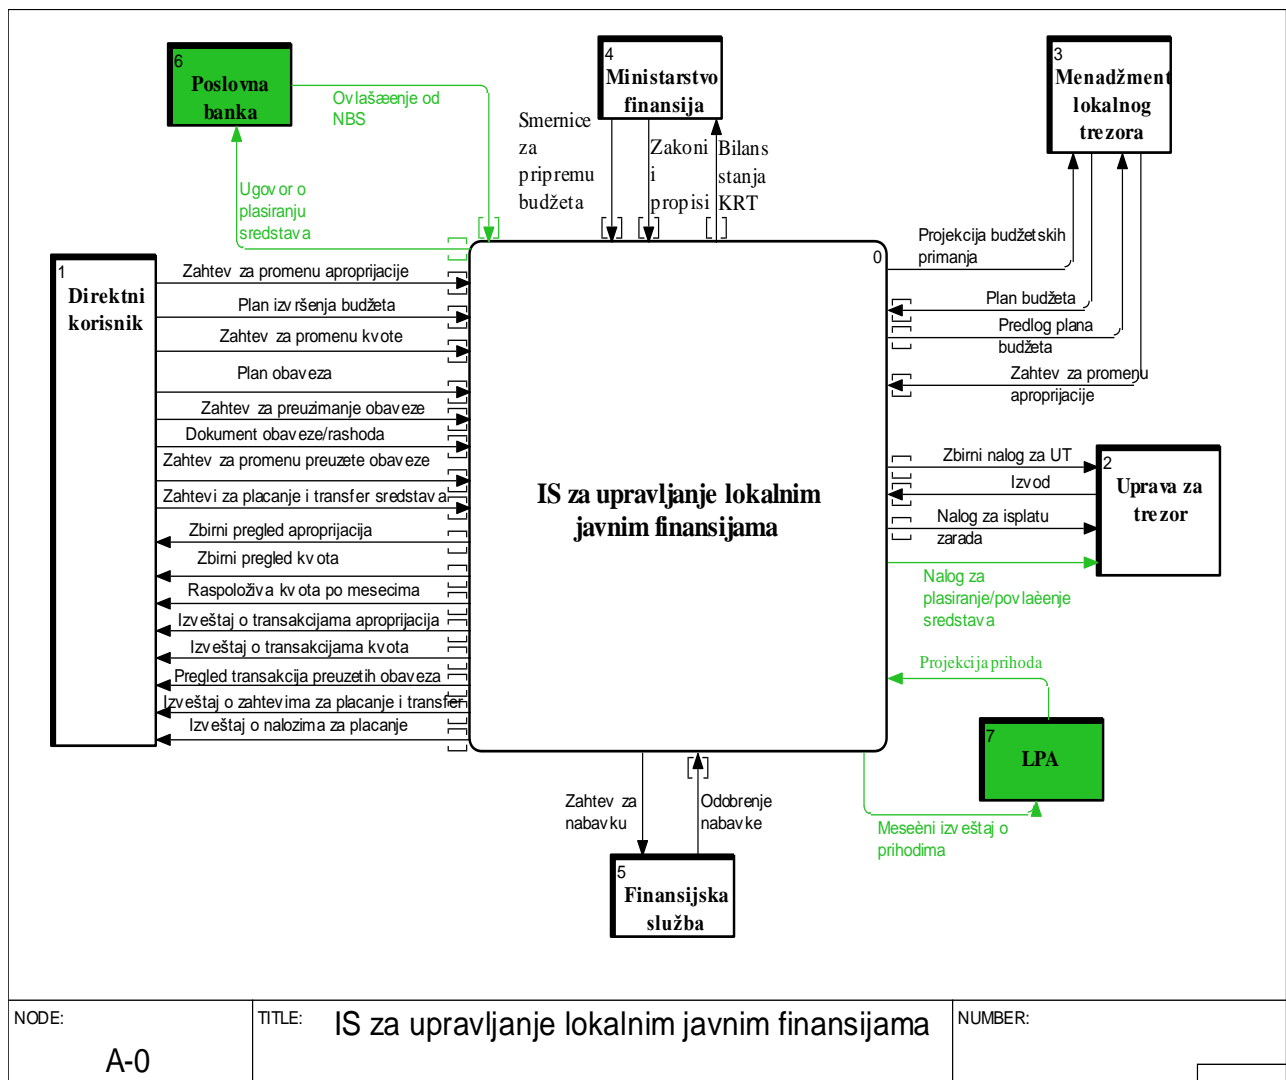 6
Poslovna
banka
Ovlašæenje od
NBS
Ugovor o
plasiranju
sredstava
4
Ministarstvo
finansija
Smernice
za
pripremu
budžeta
Zakoni
i
propisi
Bilans
stanja
KRT
3
Menadžment
lokalnog
trezora
Projekcija budžetskih
primanja
Plan budžeta
Predlog plana
budžeta
Zahtev za promenu
aproprijacije
1
Direktni
korisnik
Zahtev za promenu aproprijacije
Plan izvršenja budžeta
Zahtev za promenu kvote
Plan obaveza
Zahtev za preuzimanje obaveze
Dokument obaveze/rashoda
Zahtev za promenu preuzete obaveze
Zahtevi za placanje i transfer sredstava
Zbirni pregled aproprijacija
Zbirni pregled kvota
Raspoloživa kvota po mesecima
Izveštaj o transakcijama aproprijacija
Izveštaj o transakcijama kvota
Pregled transakcija preuzetih obaveza
Izveštaj o zahtevima za placanje i transfer
Izveštaj o nalozima za placanje
0
IS za upravljanje lokalnim
javnim finansijama
Zbirni nalog za UT
Izvod
Nalog za isplatu
zarada
Nalog za
plasiranje/povlaèenje
sredstava
2
Uprava za
trezor
Projekcija prihoda
7
LPA
Meseèni izveštaj o
prihodima
Zahtev za
nabavku
Odobrenje
nabavke
5
Finansijska
služba
NODE:
A-0
TITLE:
IS za upravljanje lokalnim javnim finansijama
NUMBER: